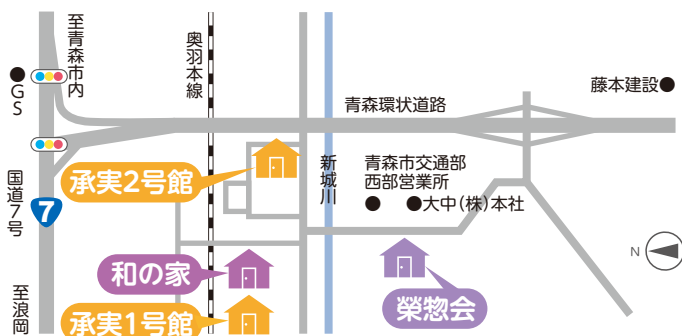 至青森市内
●GS
国道7号
7
至浪岡
奥羽本線
青森環状道路
藤本建設●
承実2号館
新城川
青森市交通部
西部営業所
● ●大中(株)本社
和の家
榮惣会
承実1号館
N